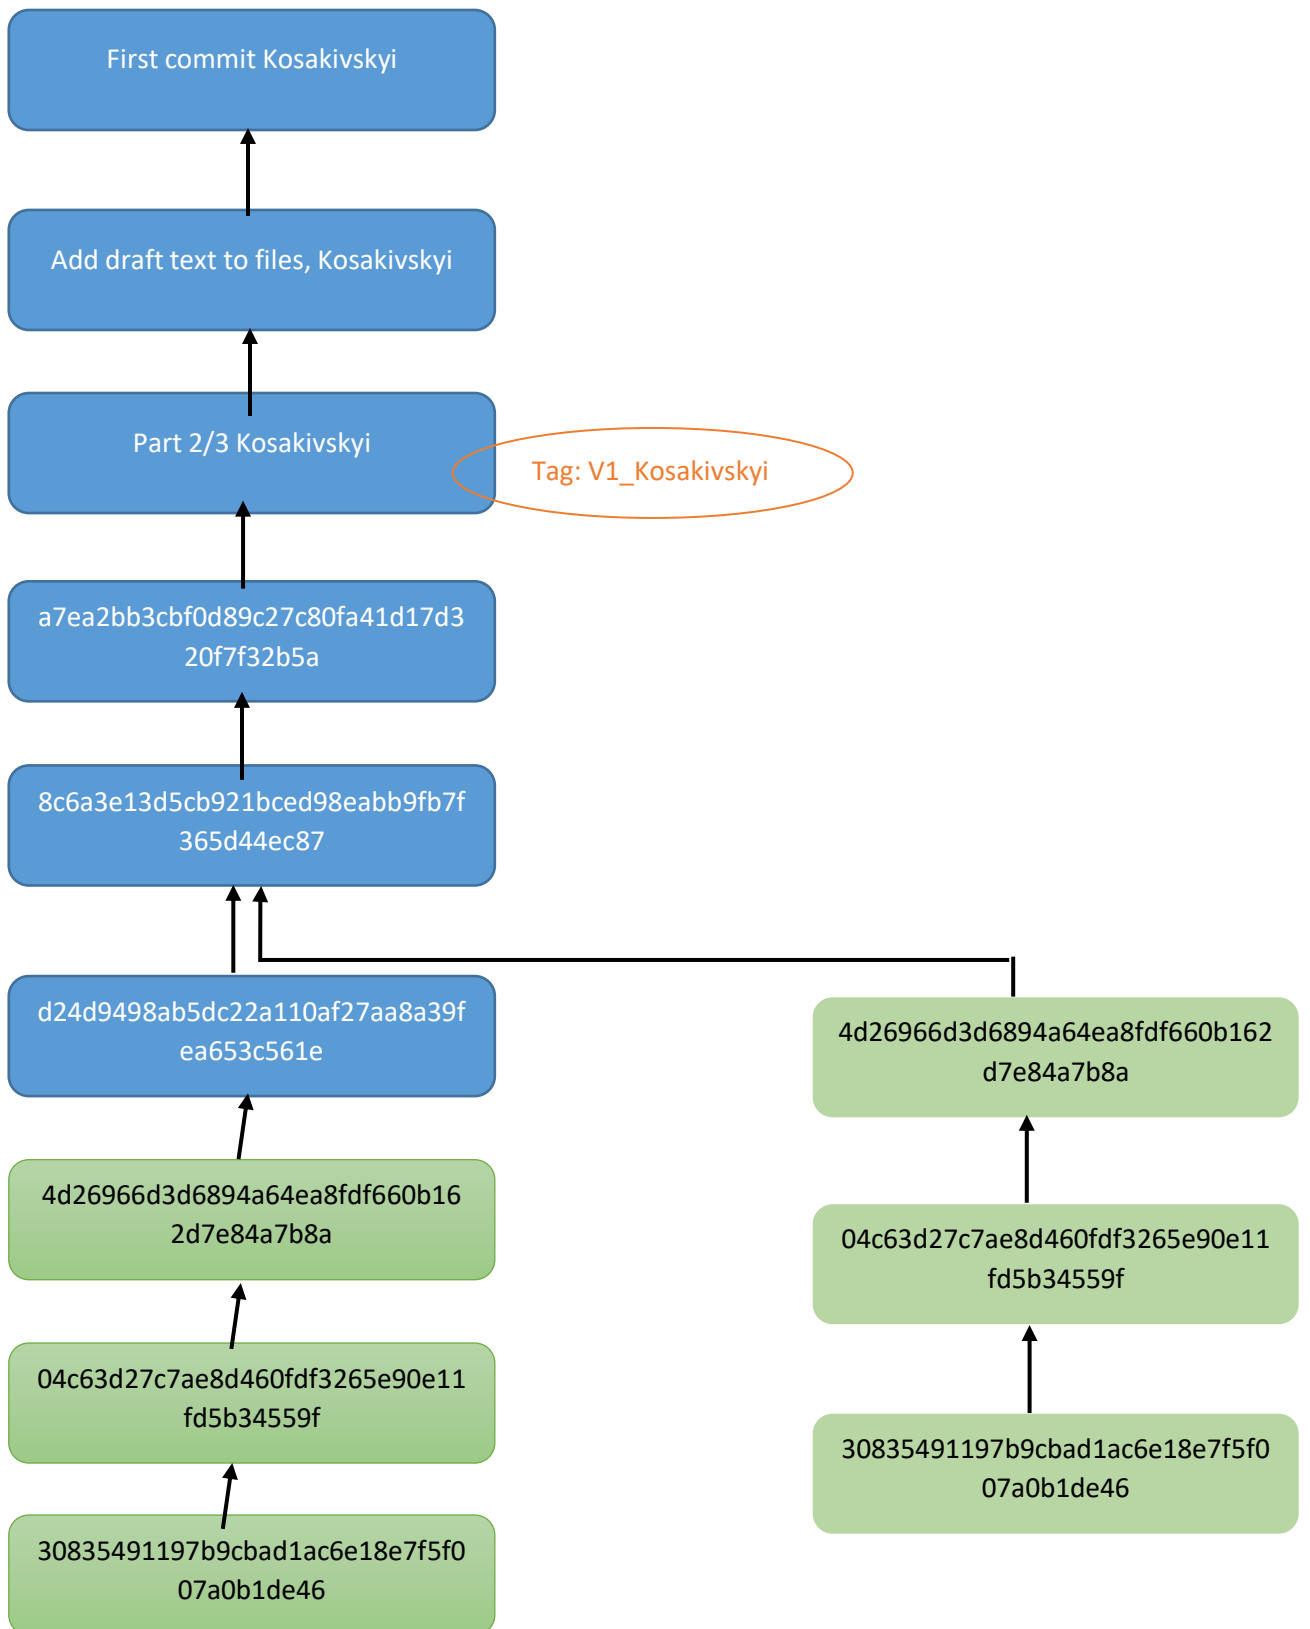 First commit Kosakivskyi
Add draft text to files, Kosakivskyi
Part 2/3 Kosakivskyi
Tag: V1_Kosakivskyi
a7ea2bb3cbf0d89c27c80fa41d17d3
20f7f32b5a
8c6a3e13d5cb921bced98eabb9fb7f
365d44ec87
d24d9498ab5dc22a110af27aa8a39f
ea653c561e
4d26966d3d6894a64ea8fdf660b162
d7e84a7b8a
4d26966d3d6894a64ea8fdf660b16
2d7e84a7b8a
04c63d27c7ae8d460fdf3265e90e11
fd5b34559f
04c63d27c7ae8d460fdf3265e90e11
fd5b34559f
30835491197b9cbad1ac6e18e7f5f0
07a0b1de46
30835491197b9cbad1ac6e18e7f5f0
07a0b1de46